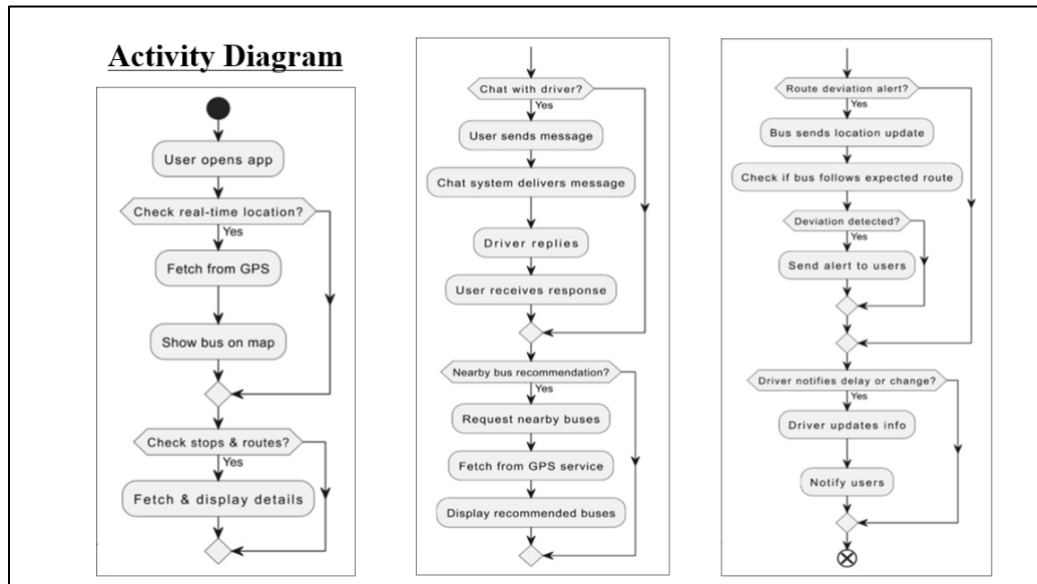 Activity Diagram
User opens app
Check real-time location?
Yes
Fetch from GPS
Show bus on map
Check stops & routes?
Yes
Fetch & display details
Chat with driver?
Yes
User sends message
Chat system delivers message
Driver replies
User receives response
Nearby bus recommendation?
Yes
Request nearby buses
Fetch from GPS service
Display recommended buses
Route deviation alert?
Yes
Bus sends location update
Check if bus follows expected route
Deviation detected?
Yes
Send alert to users
Driver notifies delay or change?
Yes
Driver updates info
Notify users